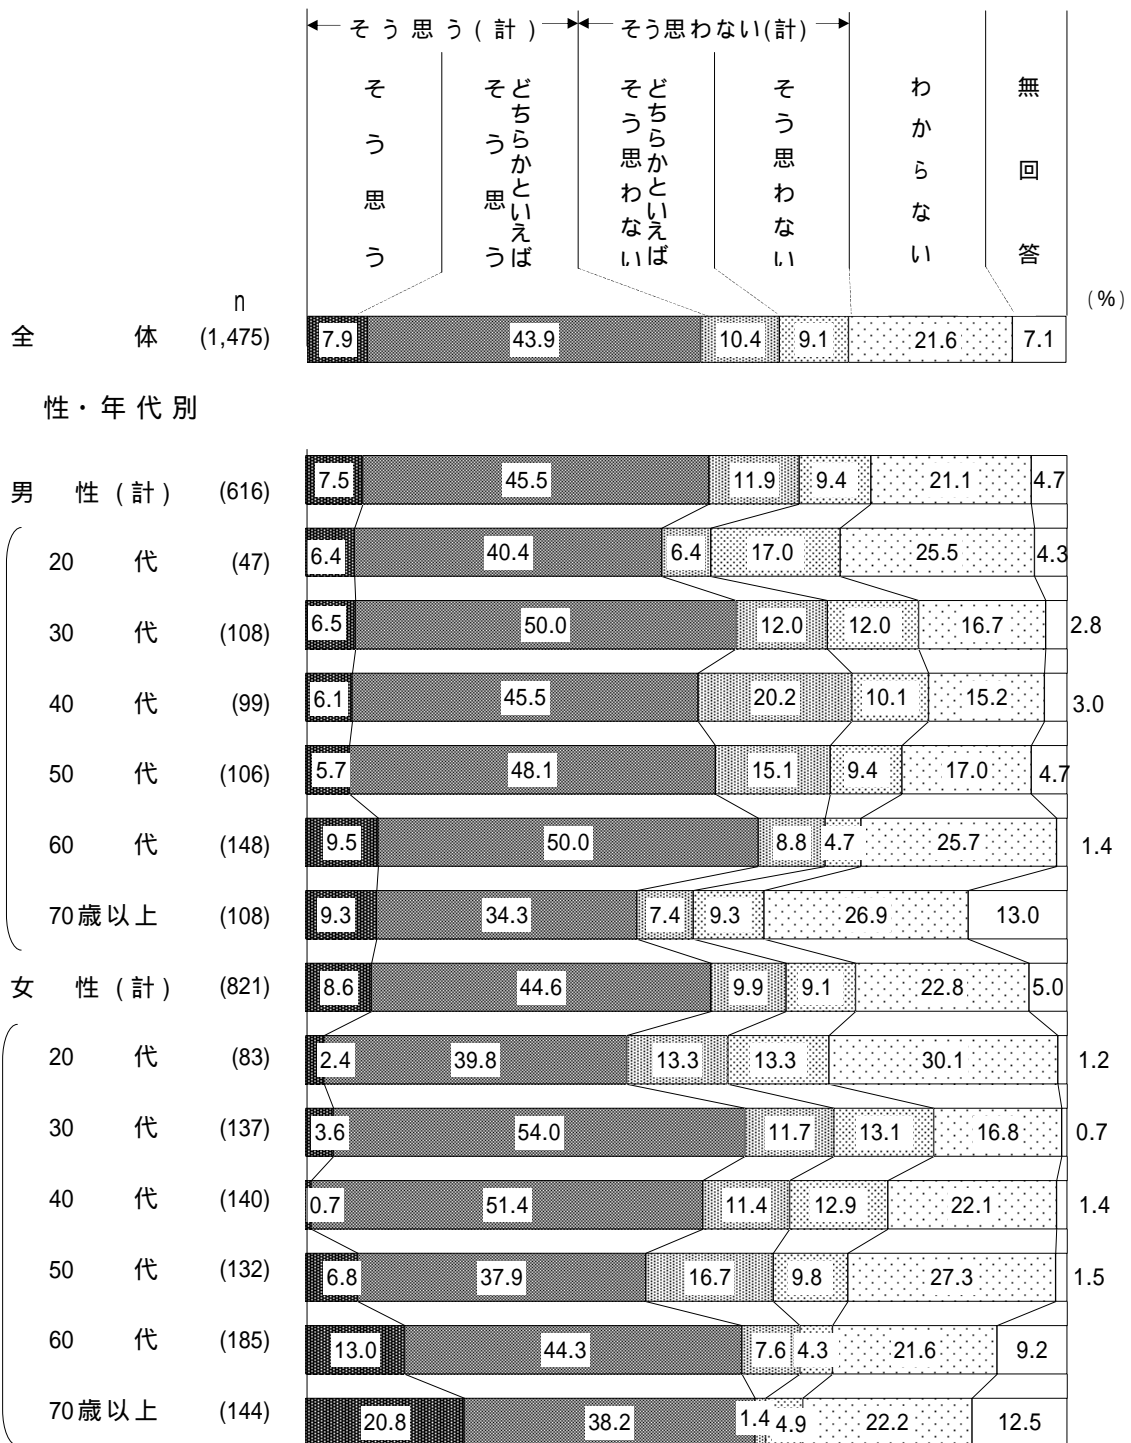 そう思う(計)
そう思わない(計)
そう思う
どちらかといえば
そう思う
どちらかといえば
そう思わない
そう思わない
わからない
無回答
n
(%)
全体 (1,475) 7.9 43.9 10.4 9.1 21.6 7.1
性・年代別
男性(計) (616) 7.5 45.5 11.9 9.4 21.1 4.7
20代 (47) 6.4 40.4 6.4 17.0 25.5 4.3
30代 (108) 6.5 50.0 12.0 12.0 16.7 2.8
40代 (99) 6.1 45.5 20.2 10.1 15.2 3.0
50代 (106) 5.7 48.1 15.1 9.4 17.0 4.7
60代 (148) 9.5 50.0 8.8 4.7 25.7 1.4
70歳以上 (108) 9.3 34.3 7.4 9.3 26.9 13.0
女性(計) (821) 8.6 44.6 9.9 9.1 22.8 5.0
20代 (83) 2.4 39.8 13.3 13.3 30.1 1.2
30代 (137) 3.6 54.0 11.7 13.1 16.8 0.7
40代 (140) 0.7 51.4 11.4 12.9 22.1 1.4
50代 (132) 6.8 37.9 16.7 9.8 27.3 1.5
60代 (185) 13.0 44.3 7.6 4.3 21.6 9.2
70歳以上 (144) 20.8 38.2 1.4 4.9 22.2 12.5